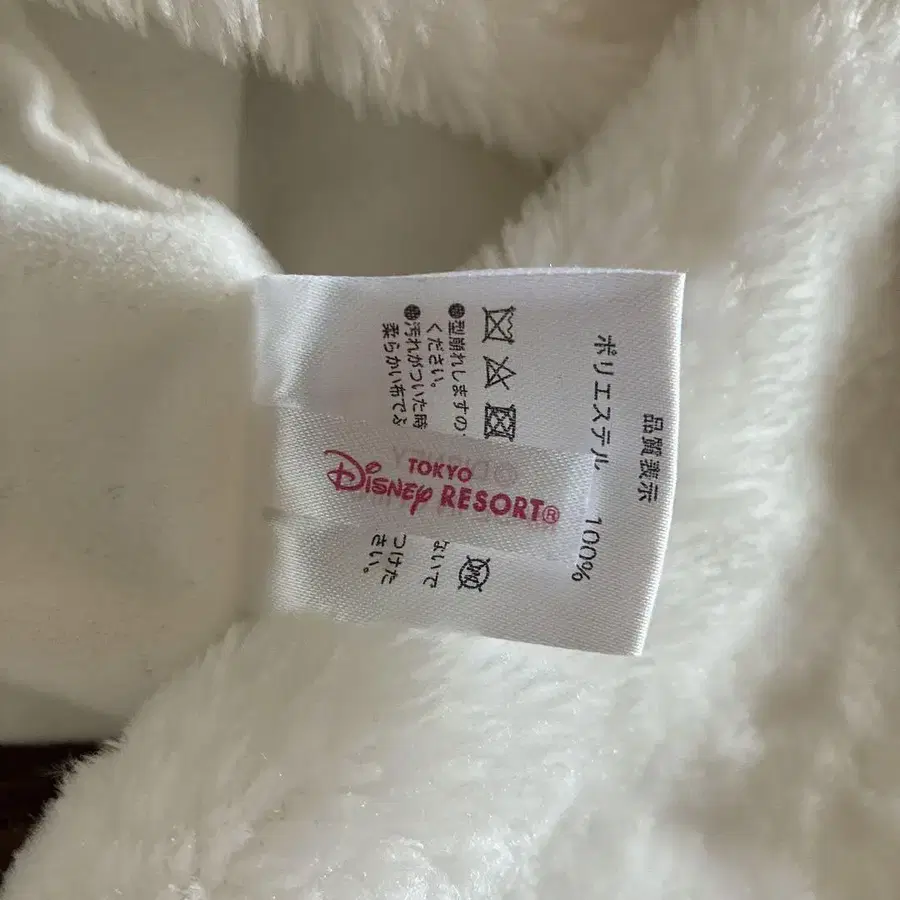 品質表示
ポリエステル 100%
●型崩れしますの いで
ください。
●汚れがついた時 つけた
柔らかい布でふ さい。
TOKYO
Disney RESORT®